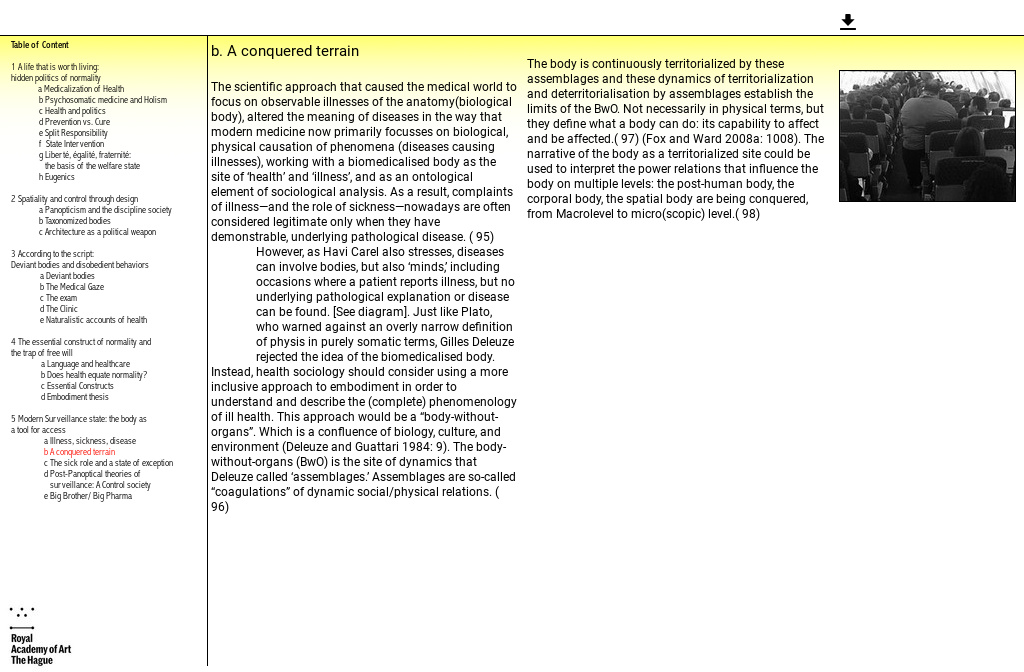 Table of Content
1 A life that is worth living:
hidden politics of normality
a Medicalization of Health
b Psychosomatic medicine and Holism
c Health and politics
d Prevention vs. Cure
e Split Responsibility
f State Intervention
g Liberté, égalité, fraternité:
the basis of the welfare state
h Eugenics
2 Spatiality and control through design
a Panopticism and the discipline society
b Taxonomized bodies
c Architecture as a political weapon
3 According to the script:
Deviant bodies and disobedient behaviors
a Deviant bodies
b The Medical Gaze
c The exam
d The Clinic
e Naturalistic accounts of health
4 The essential construct of normality and
the trap of free will
a Language and healthcare
b Does health equate normality?
c Essential Constructs
d Embodiment thesis
5 Modern Surveillance state: the body as
a tool for access
a Illness, sickness, disease
b A conquered terrain
c The sick role and a state of exception
d Post-Panoptical theories of
surveillance: A Control society
e Big Brother/ Big Pharma
Royal
Academy of Art
The Hague
b. A conquered terrain
The scientific approach that caused the medical world to
focus on observable illnesses of the anatomy(biological
body), altered the meaning of diseases in the way that
modern medicine now primarily focusses on biological,
physical causation of phenomena (diseases causing
illnesses), working with a biomedicalised body as the
site of ‘health’ and ‘illness’, and as an ontological
element of sociological analysis. As a result, complaints
of illness—and the role of sickness—nowadays are often
considered legitimate only when they have
demonstrable, underlying pathological disease. ( 95)
However, as Havi Carel also stresses, diseases
can involve bodies, but also ‘minds,’ including
occasions where a patient reports illness, but no
underlying pathological explanation or disease
can be found. [See diagram]. Just like Plato,
who warned against an overly narrow definition
of physis in purely somatic terms, Gilles Deleuze
rejected the idea of the biomedicalised body.
Instead, health sociology should consider using a more
inclusive approach to embodiment in order to
understand and describe the (complete) phenomenology
of ill health. This approach would be a “body-without-
organs”. Which is a confluence of biology, culture, and
environment (Deleuze and Guattari 1984: 9). The body-
without-organs (BwO) is the site of dynamics that
Deleuze called ‘assemblages.’ Assemblages are so-called
“coagulations” of dynamic social/physical relations. (
96)
The body is continuously territorialized by these
assemblages and these dynamics of territorialization
and deterritorialisation by assemblages establish the
limits of the BwO. Not necessarily in physical terms, but
they define what a body can do: its capability to affect
and be affected.( 97) (Fox and Ward 2008a: 1008). The
narrative of the body as a territorialized site could be
used to interpret the power relations that influence the
body on multiple levels: the post-human body, the
corporal body, the spatial body are being conquered,
from Macrolevel to micro(scopic) level.( 98)